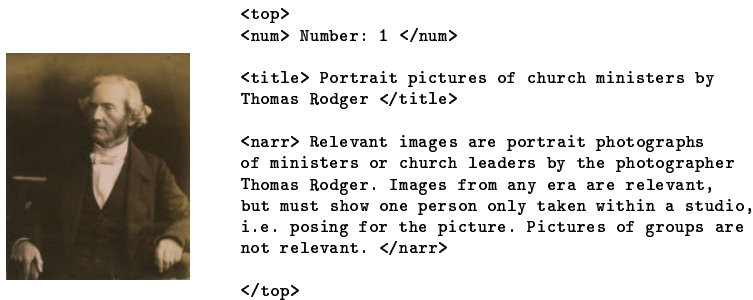 <top>
<num> Number: 1 </num>
<title> Portrait pictures of church ministers by
Thomas Rodger </title>
<narr> Relevant images are portrait photographs
of ministers or church leaders by the photographer
Thomas Rodger. Images from any era are relevant,
but must show one person only taken within a studio,
i.e. posing for the picture. Pictures of groups are
not relevant. </narr>
</top>